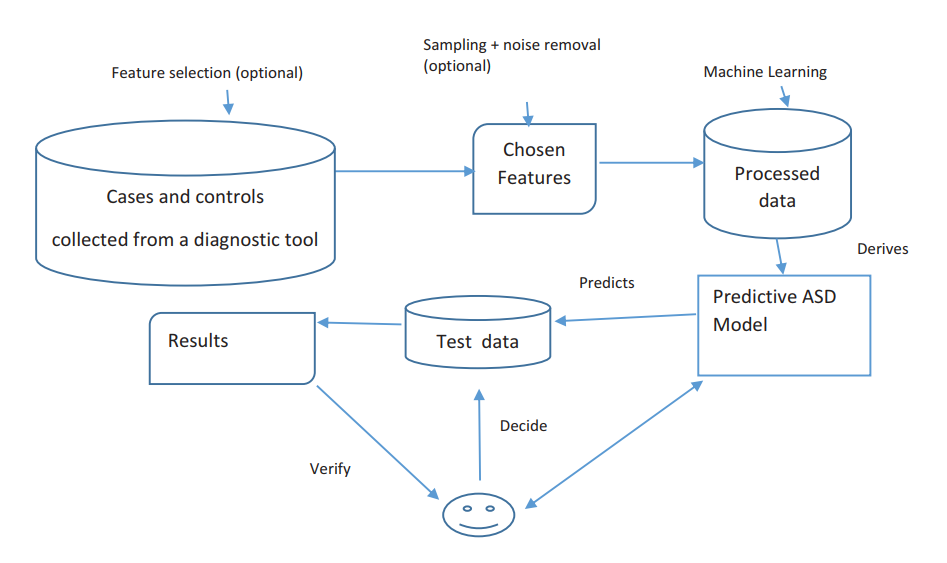 Sampling + noise removal
(optional)
Feature selection (optional)
Machine Learning
Chosen
Features
Processed
data
Cases and controls
collected from a diagnostic tool
Derives
Predicts
Predictive ASD
Model
Results
Test data
Decide
Verify